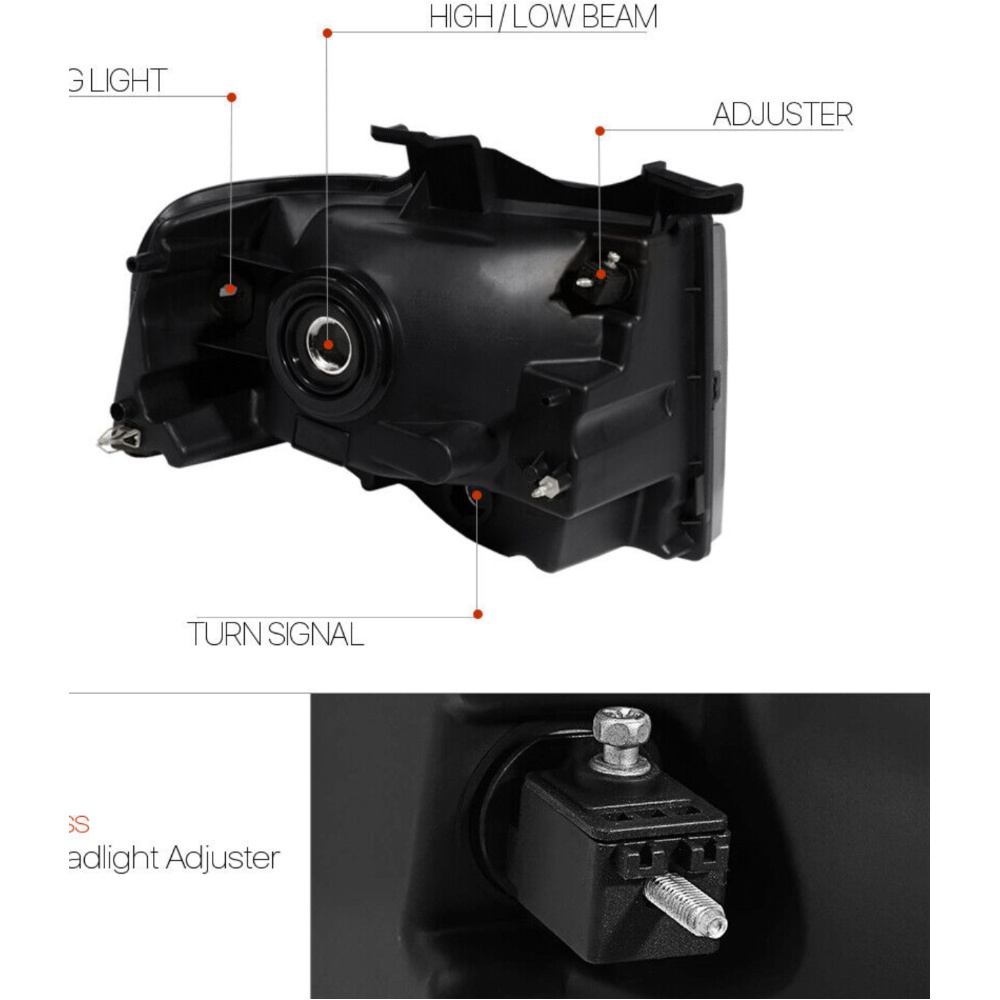 HIGH / LOW BEAM
G LIGHT
ADJUSTER
TURN SIGNAL
ss
adlight Adjuster